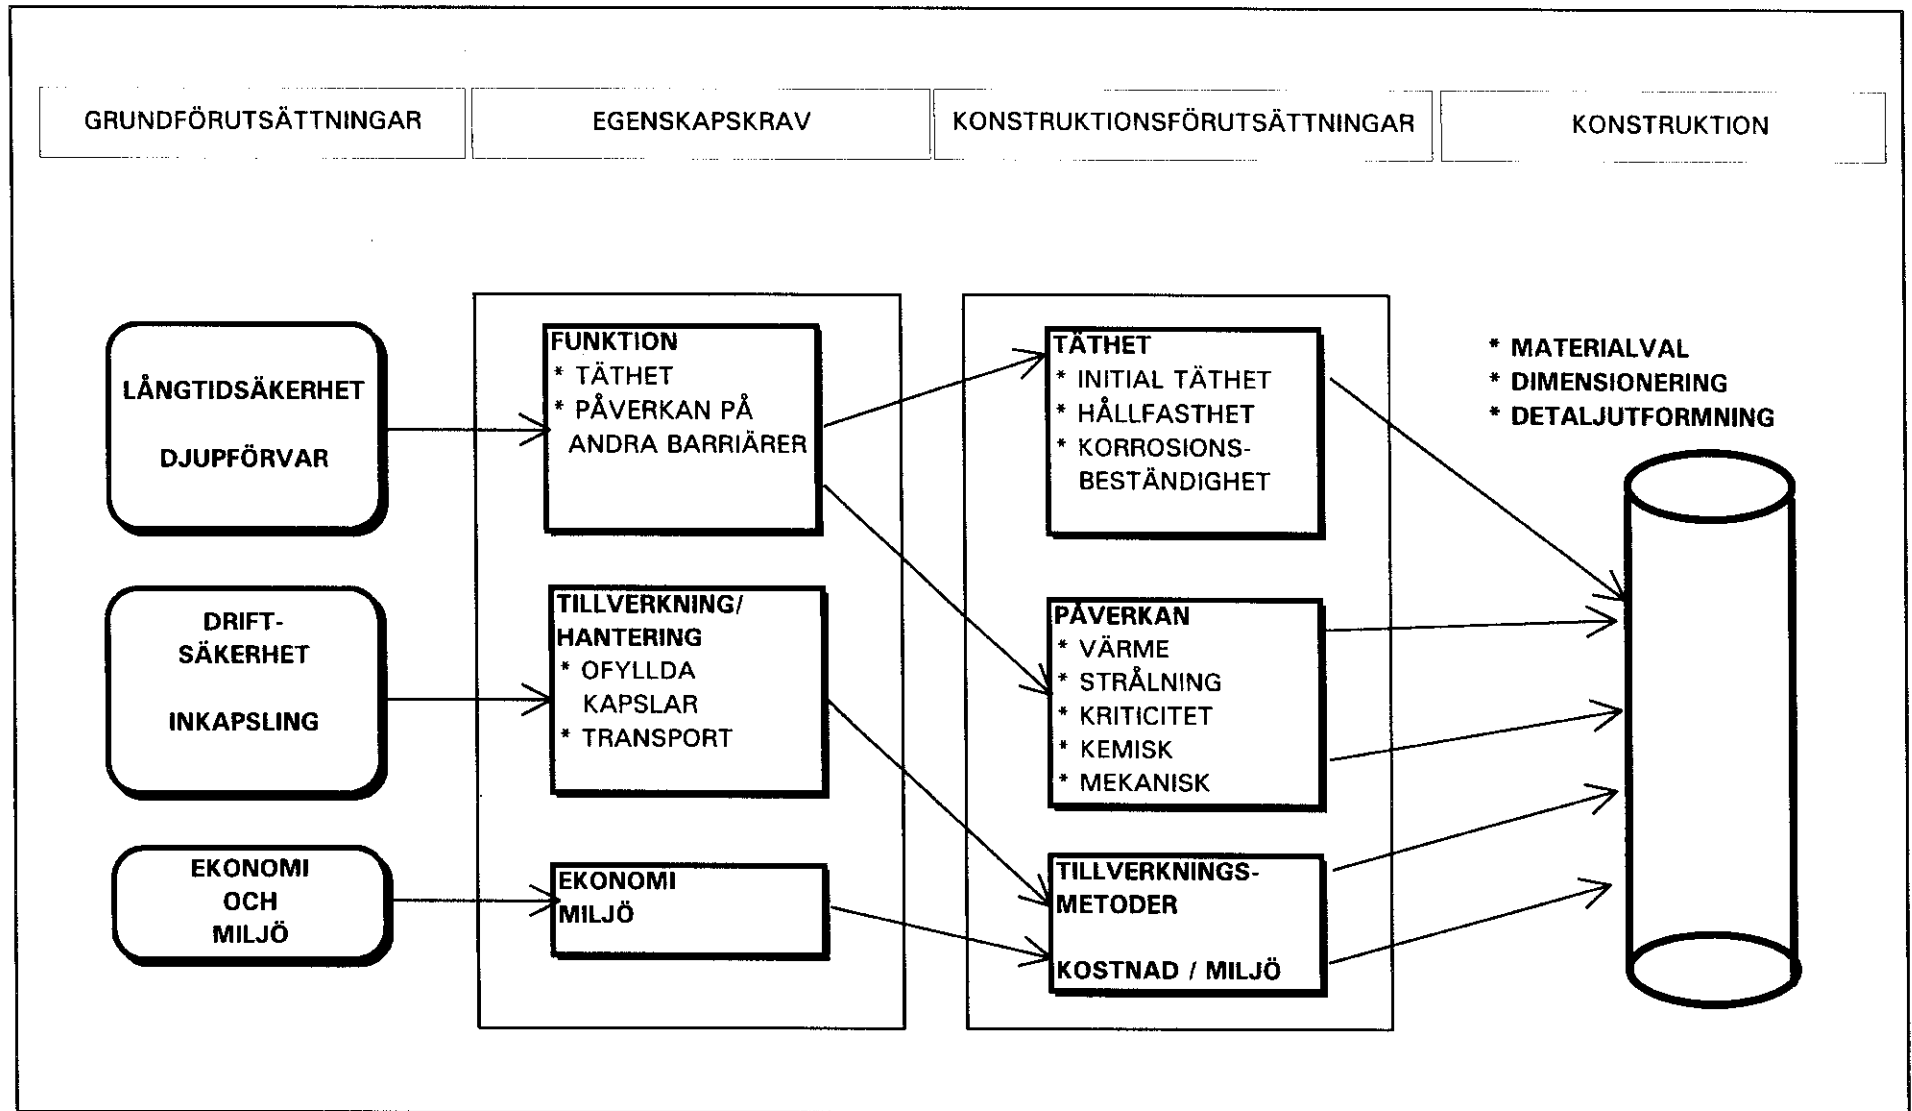 GRUNDFÖRUTSÄTTNINGAR
EGENSKAPSKRAV
KONSTRUKTIONSFÖRUTSÄTTNINGAR
KONSTRUKTION
LÅNGTIDSÄKERHET
DJUPFÖRVAR
DRIFT-
SÄKERHET
INKAPSLING
EKONOMI
OCH
MILJÖ
FUNKTION
* TÄTHET
* PÅVERKAN PÅ
ANDRA BARRIÄRER
TILLVERKNING/
HANTERING
* OFYLLDA
KAPSLAR
* TRANSPORT
EKONOMI
MILJÖ
TÄTHET
* INITIAL TÄTHET
* HÅLLFASTHET
* KORROSIONS-
BESTÄNDIGHET
PÅVERKAN
* VÄRME
* STRÅLNING
* KRITICITET
* KEMISK
* MEKANISK
TILLVERKNINGS-
METODER
KOSTNAD / MILJÖ
* MATERIALVAL
* DIMENSIONERING
* DETALJUTFORMNING